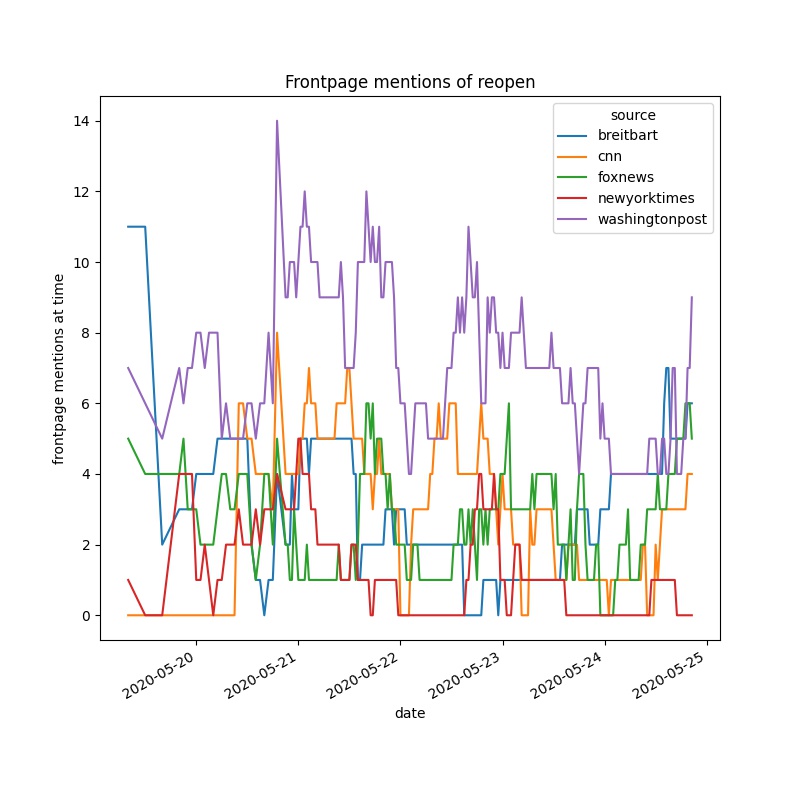 Frontpage mentions of reopen
source
breitbart
cnn
foxnews
newyorktimes
washingtonpost
14
12
10
8
6
4
2
0
frontpage mentions at time
2020-05-20
2020-05-21
2020-05-22
2020-05-23
2020-05-24
2020-05-25
date